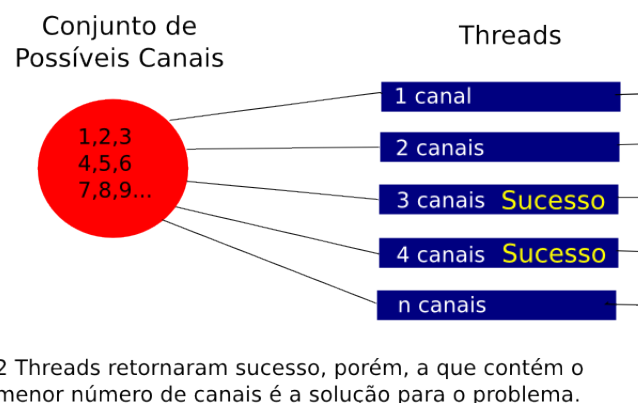 Conjunto de
Possíveis Canais
Threads
1,2,3
4,5,6
7,8,9...
1 canal
2 canais
3 canais Sucesso
4 canais Sucesso
n canais
2 Threads retornaram sucesso, porém, a que contém o
menor número de canais é a solução para o problema.